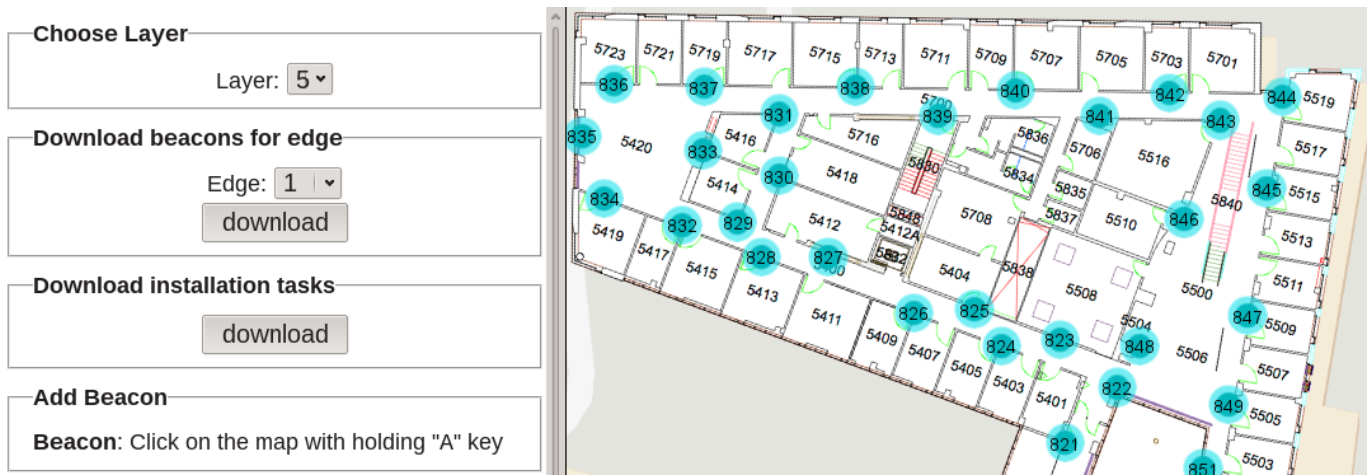 Choose Layer
Layer: 5
Download beacons for edge
Edge: 1
download
Download installation tasks
download
Add Beacon
Beacon: Click on the map with holding "A" key
5723 5721 5719 5717 5715 5713 5711 5709 5707 5705 5703 5701
836 837 838 840 842 844 5519
5700
831 839 841 843
835 5420 5416 5716 5836 5706 5516 5517
833 830 5418 5830 5834 5835 845 5515
834 5414 5708 5837 5510 846 5840
829 5412 5848 5412A 5513
5419 832 5417 828 827 5400 5404 5838 5511
5415 5413 5508 5500
5411 826 825 5504 847 5509
5409 5407 824 823 848 5506
5405 5403 5401 822 5507
849 5505
821 851 5503